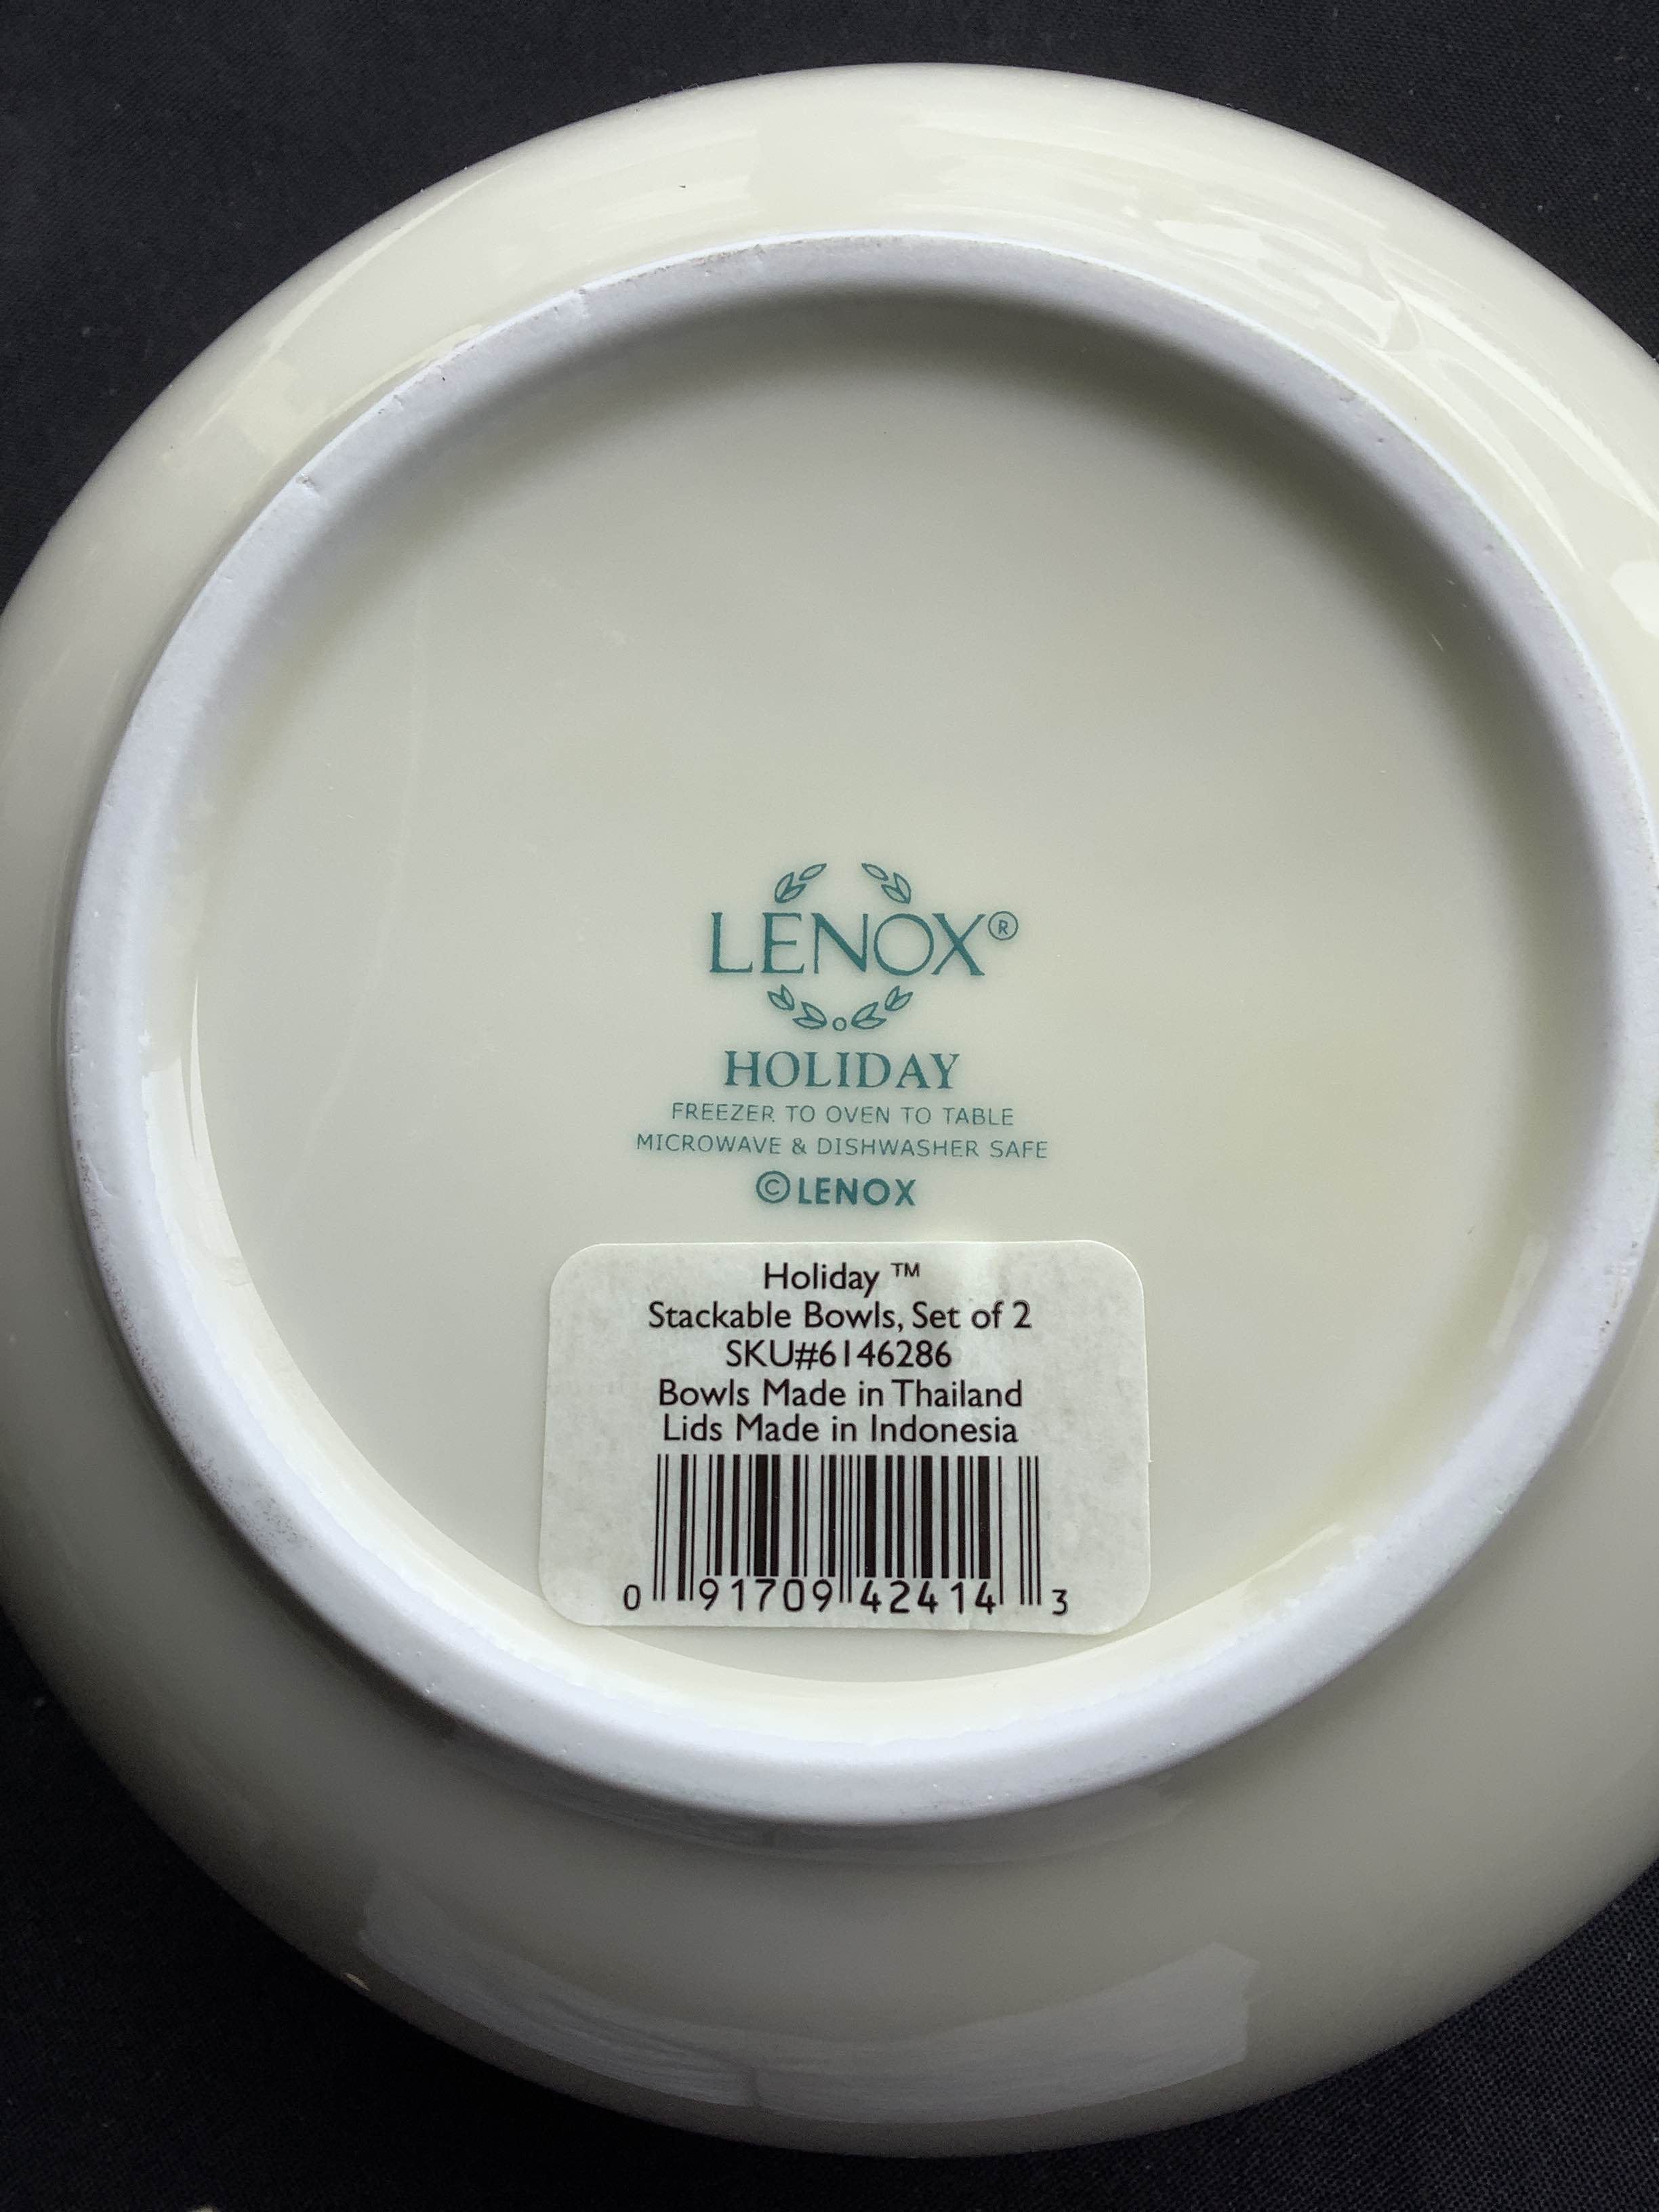 LENOX®
HOLIDAY
FREEZER TO OVEN TO TABLE
MICROWAVE & DISHWASHER SAFE
©LENOX
Holiday ™
Stackable Bowls, Set of 2
SKU#6146286
Bowls Made in Thailand
Lids Made in Indonesia
0 91709 42414 3